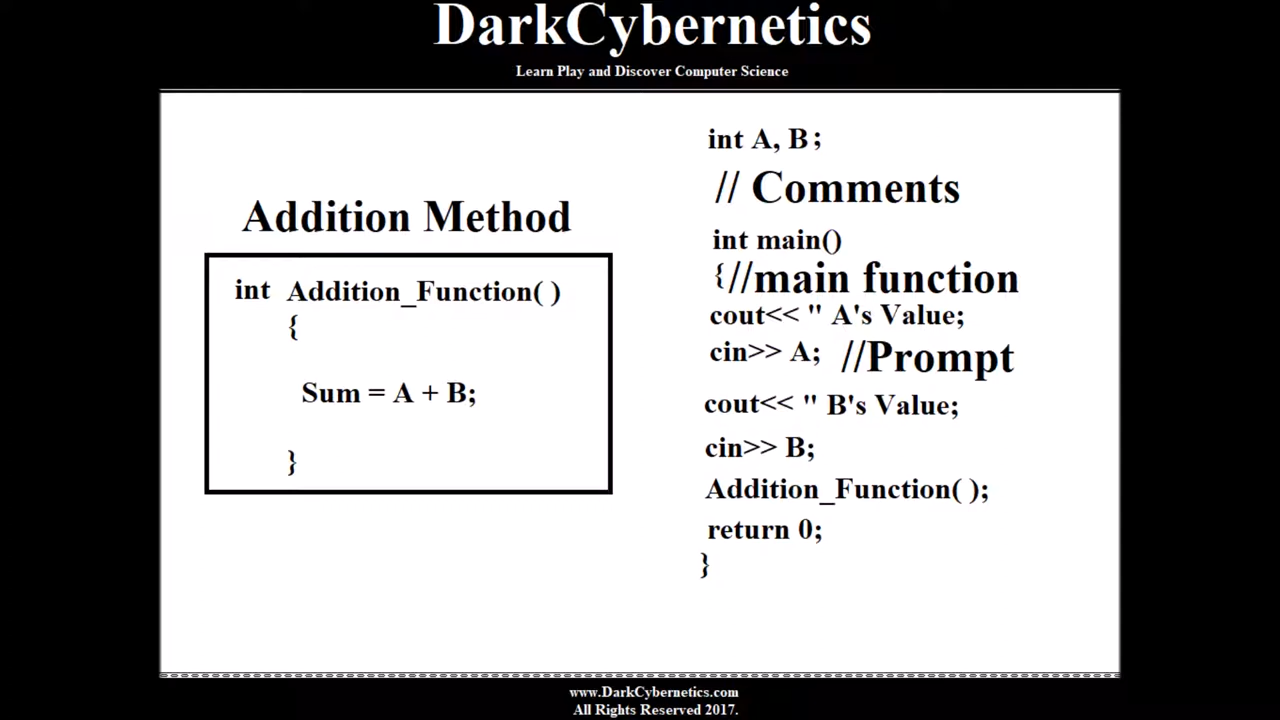 DarkCybernetics
Learn Play and Discover Computer Science
Addition Method
int Addition_Function( )
{
Sum = A + B;
}
int A, B ;
// Comments
int main()
{//main function
cout<< " A's Value;
cin>> A; //Prompt
cout<< " B's Value;
cin>> B;
Addition_Function( );
return 0;
}
www.DarkCybernetics.com
All Rights Reserved 2017.